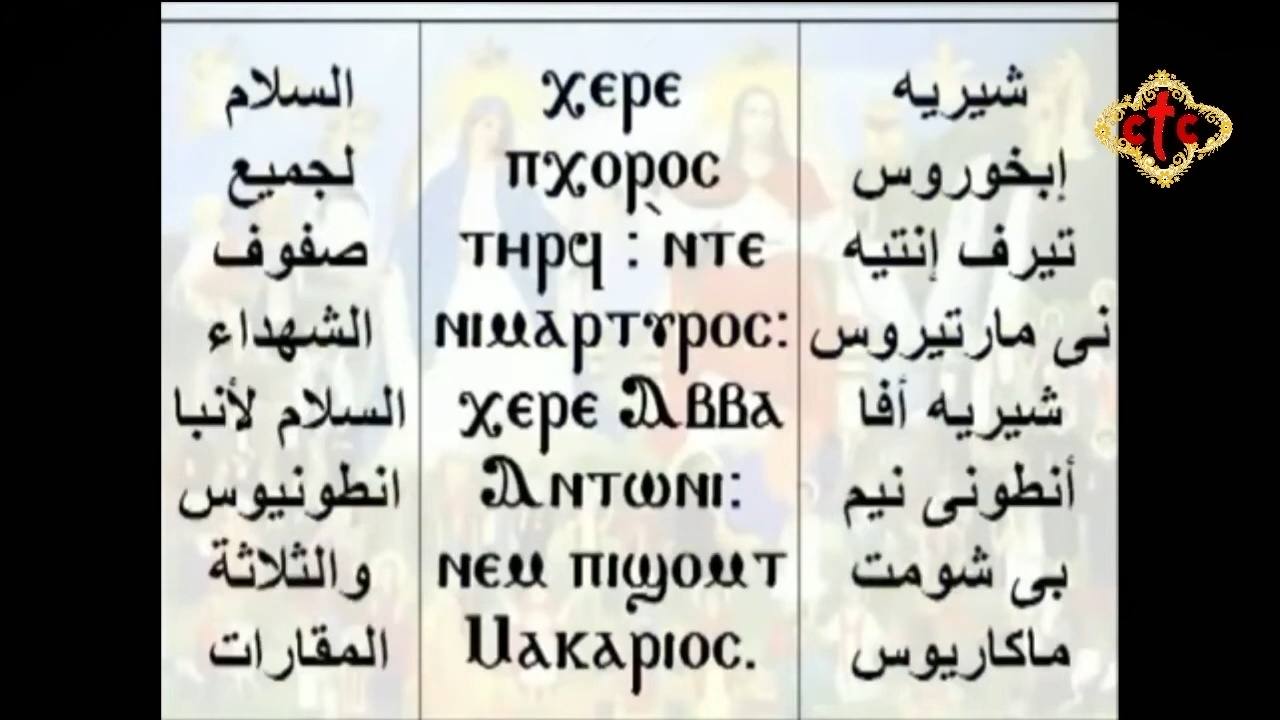 السلام
لجميع
صفوف
الشهداء
السلام لأنبا
انطونيوس
والثلاثة
المقارات
ⲭⲉⲣⲉ
ⲡⲭⲟⲣⲟⲥ
ⲧⲏⲣϥ : ̀ⲛⲧⲉ
ⲛⲓⲙⲁⲣⲧⲩⲣⲟⲥ:
ⲭⲉⲣⲉ Ⲁⲃⲃⲁ
Ⲁⲛⲧⲱⲛⲓ:
ⲛⲉⲙ ⲡⲓϣⲟⲙⲧ
Ⲙⲁⲕⲁⲣⲓⲟⲥ.
شيريه
إبخوروس
تيرف إنتيه
نى مارتيروس
شيريه أفا
أنطونى نيم
بى شومت
ماكاريوس
ctc